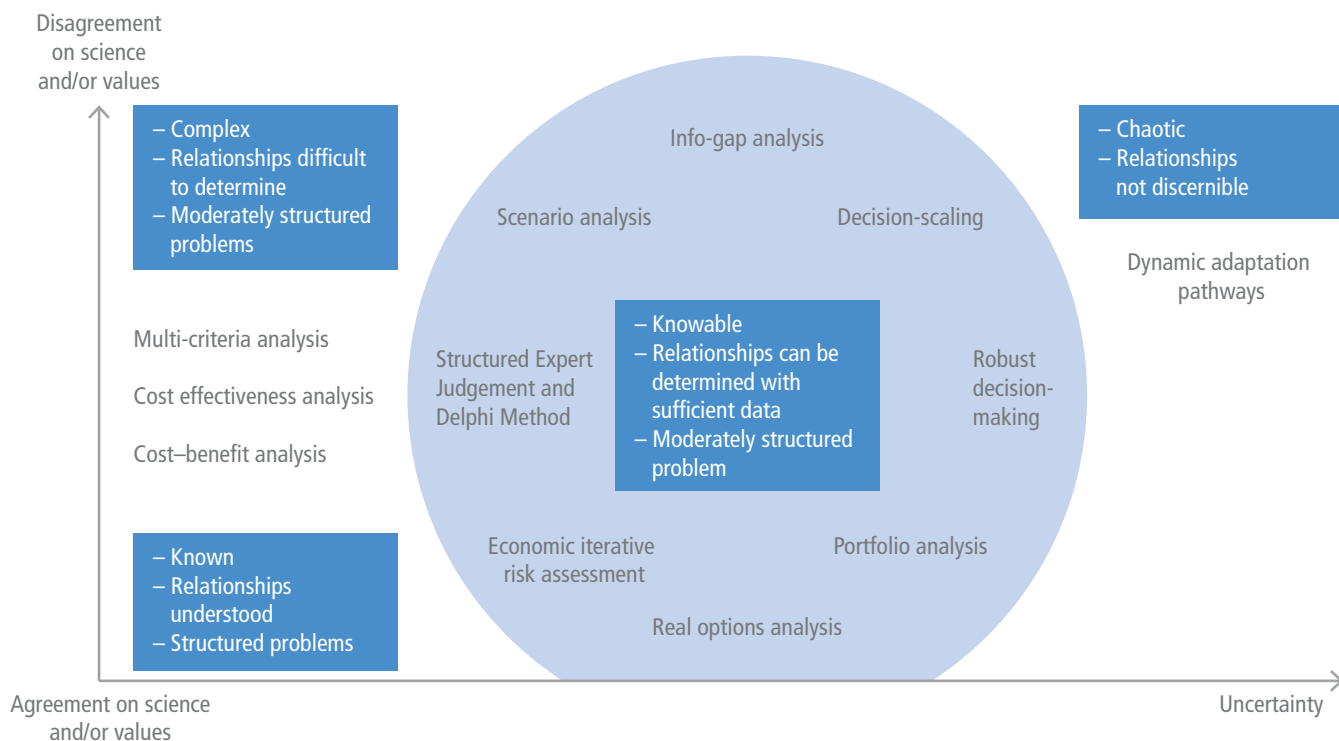 Disagreement
on science
and/or values
– Complex
– Relationships difficult
to determine
– Moderately structured
problems
Info-gap analysis
Scenario analysis
Decision-scaling
– Chaotic
– Relationships
not discernible
Dynamic adaptation
pathways
Multi-criteria analysis
Cost effectiveness analysis
Cost–benefit analysis
Structured Expert
Judgement and
Delphi Method
– Knowable
– Relationships can be
determined with
sufficient data
– Moderately structured
problem
Robust
decision-
making
– Known
– Relationships
understood
– Structured problems
Economic iterative
risk assessment
Portfolio analysis
Real options analysis
Agreement on science
and/or values
Uncertainty